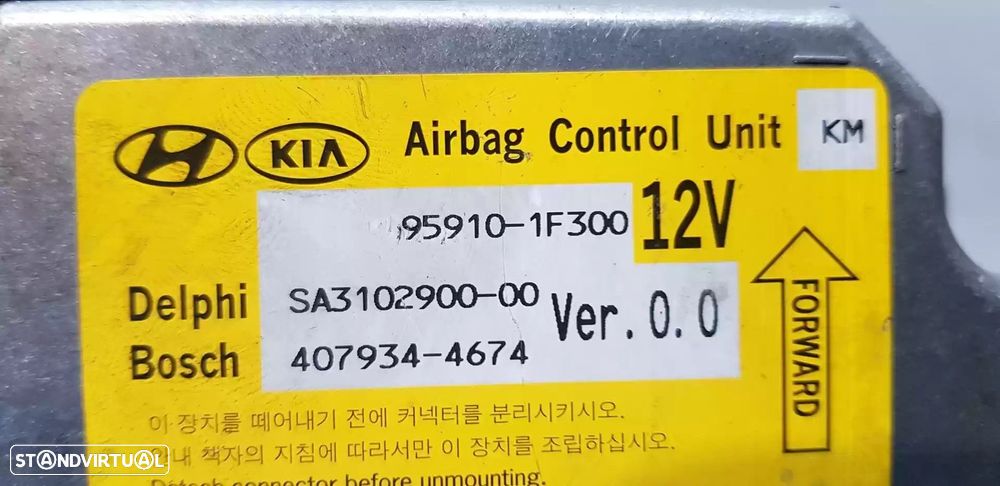 KIA Airbag Control Unit KM
95910-1F300 12V
Delphi SA3102900-00 Ver.0.0
Bosch 407934-4674
FORWARD
이 장치를 떼어내기 전에 커넥터를 분리시키시오.
안내 책자의 지침에 따라서만 이 장치를 조립하십시오.
Detach connector before unmounting.
STANDVIRTUAL